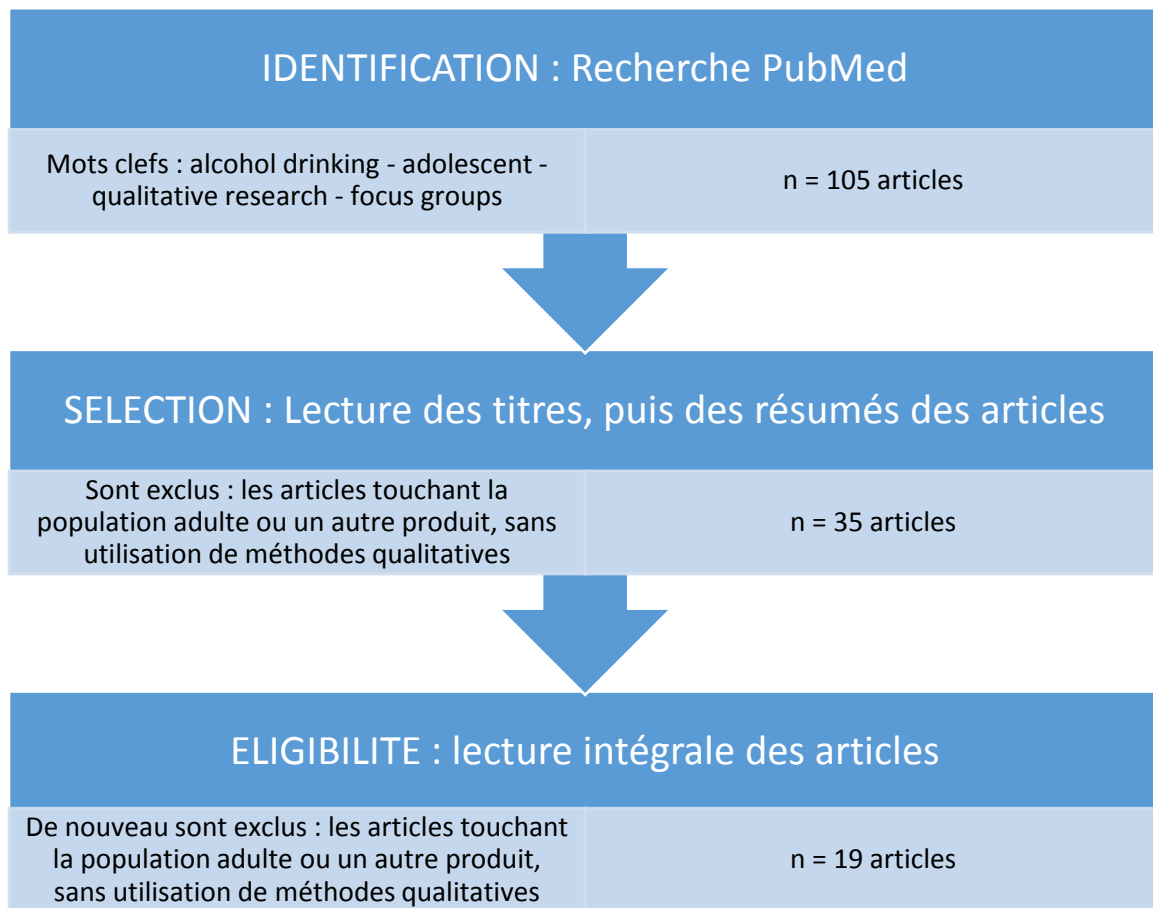 IDENTIFICATION : Recherche PubMed
Mots clefs : alcohol drinking - adolescent -
qualitative research - focus groups
n = 105 articles
SELECTION : Lecture des titres, puis des résumés des articles
Sont exclus : les articles touchant la
population adulte ou un autre produit, sans
utilisation de méthodes qualitatives
n = 35 articles
ELIGIBILITE : lecture intégrale des articles
De nouveau sont exclus : les articles touchant
la population adulte ou un autre produit,
sans utilisation de méthodes qualitatives
n = 19 articles